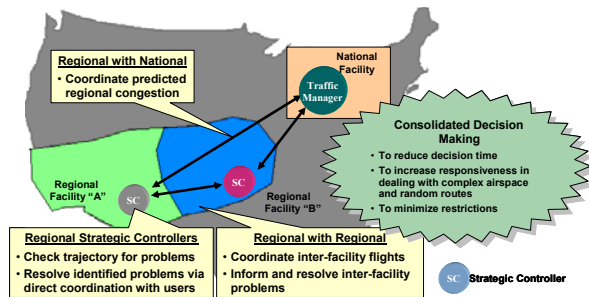 Regional with National
• Coordinate predicted
regional congestion
National
Facility
Traffic
Manager
Consolidated Decision
Making
• To reduce decision time
• To increase responsiveness in
dealing with complex airspace
and random routes
• To minimize restrictions
Regional
Facility "A"
SC
SC
Regional
Facility "B"
Regional Strategic Controllers
• Check trajectory for problems
• Resolve identified problems via
direct coordination with users
Regional with Regional
• Coordinate inter-facility flights
• Inform and resolve inter-facility
problems
SC
Strategic Controller